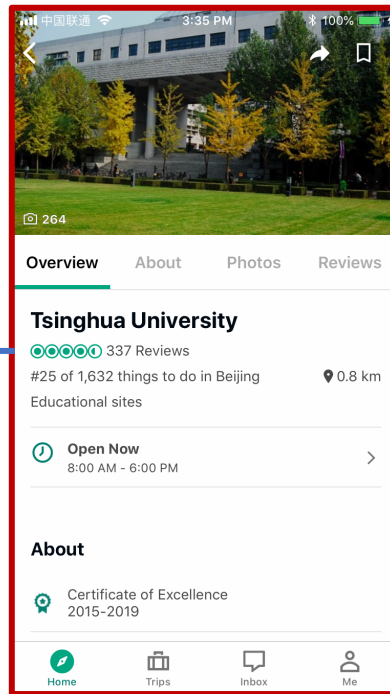 中国联通 3:35 PM 100%
264
Overview About Photos Reviews
Tsinghua University
337 Reviews
#25 of 1,632 things to do in Beijing 0.8 km
Educational sites
Open Now
8:00 AM - 6:00 PM
About
Certificate of Excellence
2015-2019
Home Trips Inbox Me